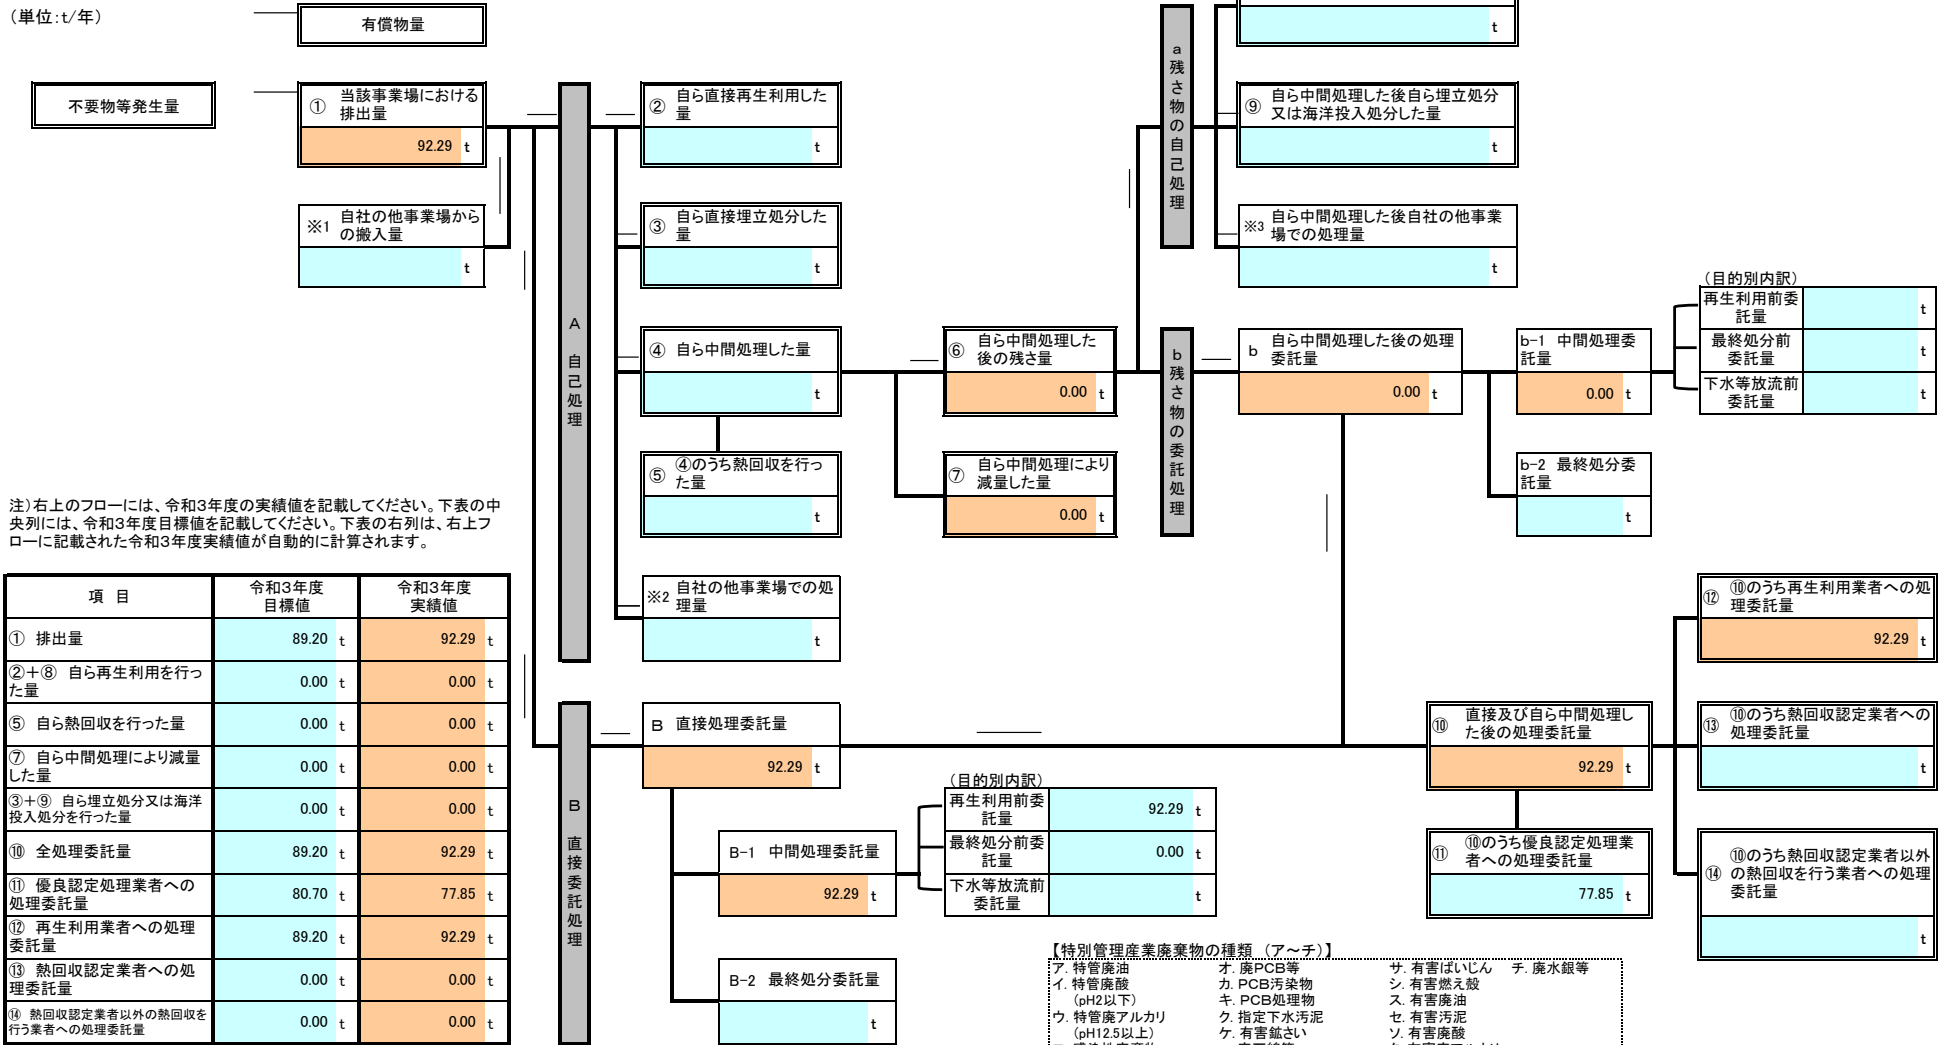 （単位：t/年）
有償物量
不要物等発生量
① 当該事業場における
排出量
92.29 t
※1 自社の他事業場から
の搬入量
t
A 自己処理
② 自ら直接再生利用した
量
t
③ 自ら直接埋立処分した
量
t
④ 自ら中間処理した量
t
⑤ ④のうち熱回収を行っ
た量
t
※2 自社の他事業場での処
理量
t
⑥ 自ら中間処理した
後の残さ量
0.00 t
⑦ 自ら中間処理により
減量した量
0.00 t
a 残さ物の自己処理
t
⑨ 自ら中間処理した後自ら埋立処分
又は海洋投入処分した量
t
※3 自ら中間処理した後自社の他事業
場での処理量
t
b 残さ物の委託処理
b 自ら中間処理した後の処理
委託量
0.00 t
b-1 中間処理委
託量
0.00 t
b-2 最終処分委
託量
t
（目的別内訳）
再生利用前委
託量
t
最終処分前
委託量
t
下水等放流前
委託量
t
注）右上のフローには、令和3年度の実績値を記載してください。下表の中
央列には、令和3年度目標値を記載してください。下表の右列は、右上フ
ローに記載された令和3年度実績値が自動的に計算されます。
項 目
令和3年度
目標値
令和3年度
実績値
① 排出量 89.20 t 92.29 t
②＋⑧ 自ら再生利用を行っ
た量 0.00 t 0.00 t
⑤ 自ら熱回収を行った量 0.00 t 0.00 t
⑦ 自ら中間処理により減量
した量 0.00 t 0.00 t
③＋⑨ 自ら埋立処分又は海洋
投入処分を行った量 0.00 t 0.00 t
⑩ 全処理委託量 89.20 t 92.29 t
⑪ 優良認定処理業者への
処理委託量 80.70 t 77.85 t
⑫ 再生利用業者への処理
委託量 89.20 t 92.29 t
⑬ 熱回収認定業者への処
理委託量 0.00 t 0.00 t
⑭ 熱回収認定業者以外の熱回収を
行う業者への処理委託量 0.00 t 0.00 t
B 直接委託処理
B 直接処理委託量
92.29 t
B-1 中間処理委託量
92.29 t
B-2 最終処分委託量
t
（目的別内訳）
再生利用前委
託量
92.29 t
最終処分前委
託量
0.00 t
下水等放流前
委託量
t
⑩ 直接及び自ら中間処理し
た後の処理委託量
92.29 t
⑪ ⑩のうち優良認定処理業
者への処理委託量
77.85 t
⑫ ⑩のうち再生利用業者への処
理委託量
92.29 t
⑬ ⑩のうち熱回収認定業者への
処理委託量
t
⑭ ⑩のうち熱回収認定業者以外
の熱回収を行う業者への処理
委託量
t
【特別管理産業廃棄物の種類 （ア～チ）】
ア. 特管廃油 オ. 廃PCB等 サ. 有害ばいじん チ. 廃水銀等
イ. 特管廃酸 カ. PCB汚染物 シ. 有害燃え殻
（pH2以下） キ. PCB処理物 ス. 有害廃油
ウ. 特管廃アルカリ ク. 指定下水汚泥 セ. 有害汚泥
（pH12.5以上） ケ. 有害鉱さい ソ. 有害廃酸